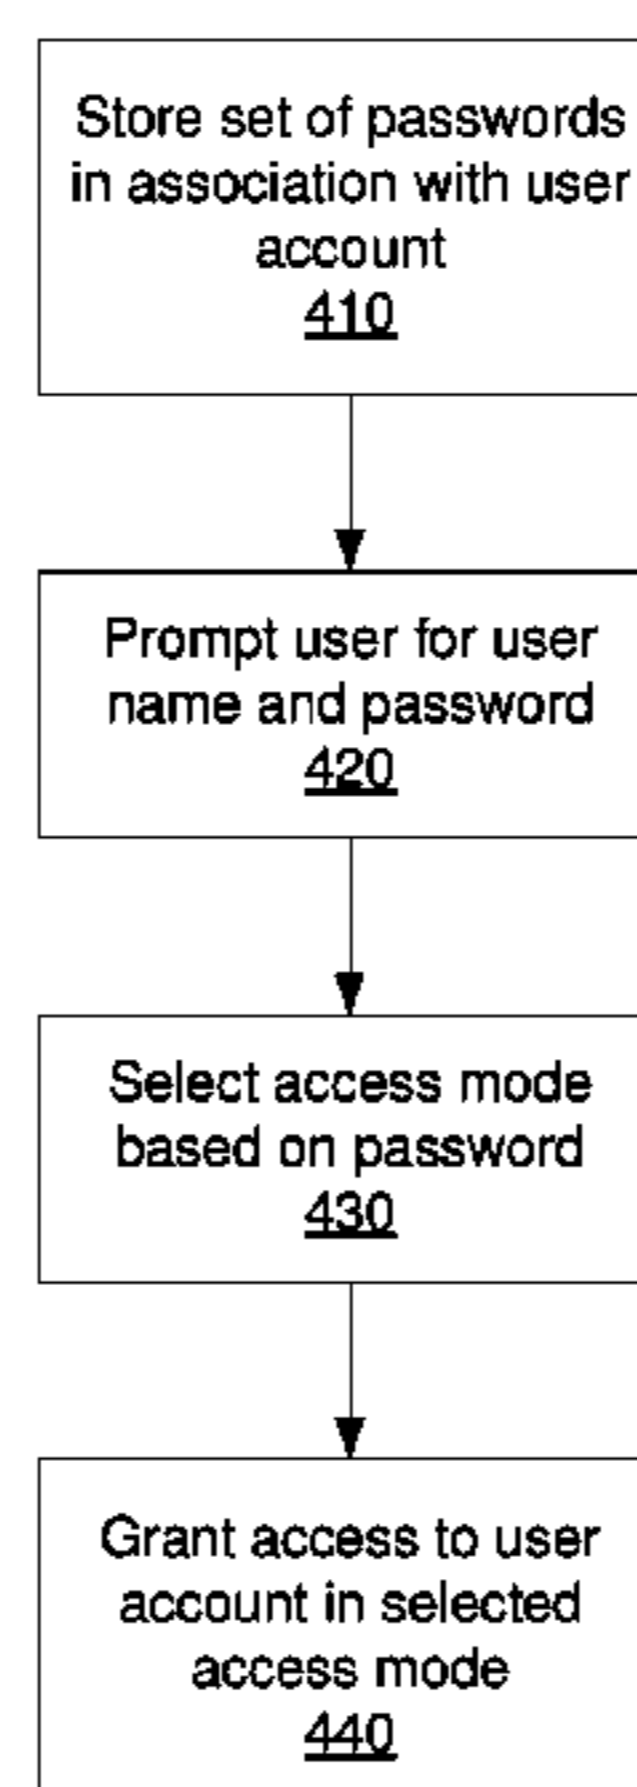 Store set of passwords
in association with user
account
410
Prompt user for user
name and password
420
Select access mode
based on password
430
Grant access to user
account in selected
access mode
440